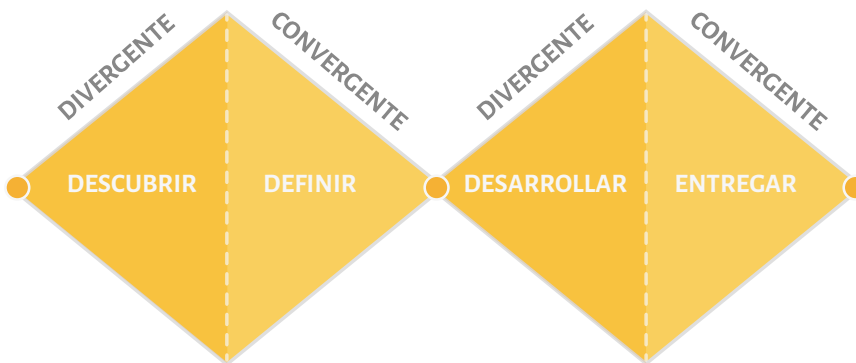 DIVERGENTE
CONVERGENTE
DIVERGENTE
CONVERGENTE
DESCUBRIR
DEFINIR
DESARROLLAR
ENTREGAR